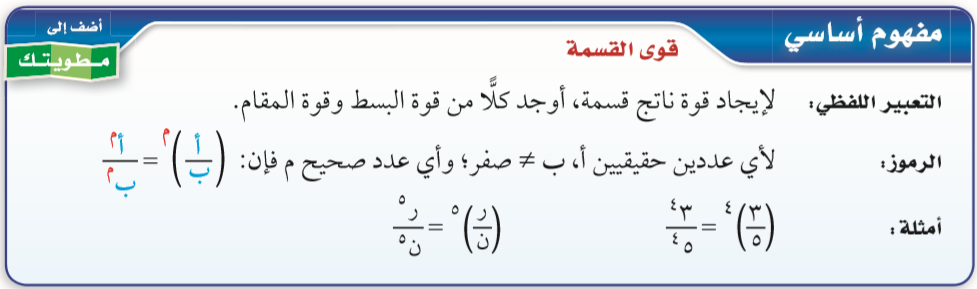 مفهوم أساسي
قوى القسمة
أضف إلى
مـطويتـك
التعبير اللفظي: لإيجاد قوة ناتج قسمة، أوجد كلًّا من قوة البسط وقوة المقام.
الرموز: لأي عددين حقيقيين أ، ب ≠ صفر؛ وأي عدد صحيح م فإن: (أ/ب)^م = أ^م/ب^م
أمثلة: (٣/٥)^٤ = ٣^٤/٥^٤ (ر/ن)^٥ = ر^٥/ن^٥